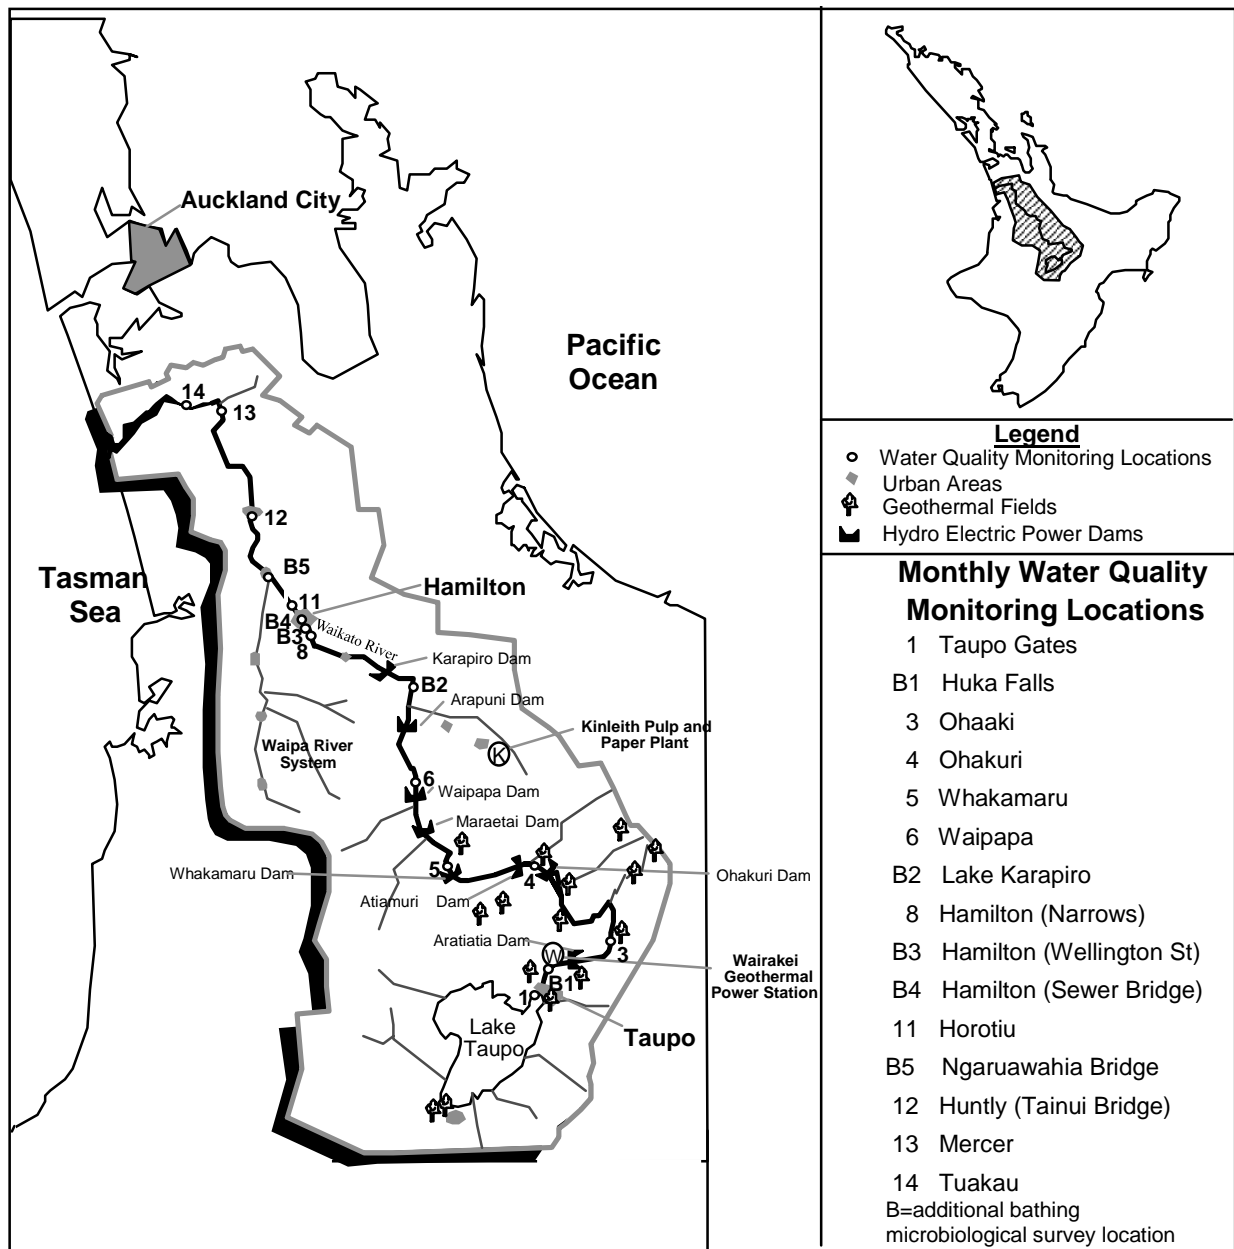 Auckland City
Pacific
Ocean
14
13
12
B5
Tasman
Sea
Hamilton
11
B4
B3
8
Waikato River
Karapiro Dam
B2
Arapuni Dam
Kinleith Pulp and
Paper Plant
K
Waipa River
System
6
Waipapa Dam
Maraetai Dam
Whakamaru Dam
5
4
Ohakuri Dam
Atiamuri Dam
Aratiatia Dam
W
3
Wairakei
Geothermal
Power Station
B1
1
Lake
Taupo
Taupo
Legend
Water Quality Monitoring Locations
Urban Areas
Geothermal Fields
Hydro Electric Power Dams
Monthly Water Quality
Monitoring Locations
1 Taupo Gates
B1 Huka Falls
3 Ohaaki
4 Ohakuri
5 Whakamaru
6 Waipapa
B2 Lake Karapiro
8 Hamilton (Narrows)
B3 Hamilton (Wellington St)
B4 Hamilton (Sewer Bridge)
11 Horotiu
B5 Ngaruawahia Bridge
12 Huntly (Tainui Bridge)
13 Mercer
14 Tuakau
B=additional bathing
microbiological survey location